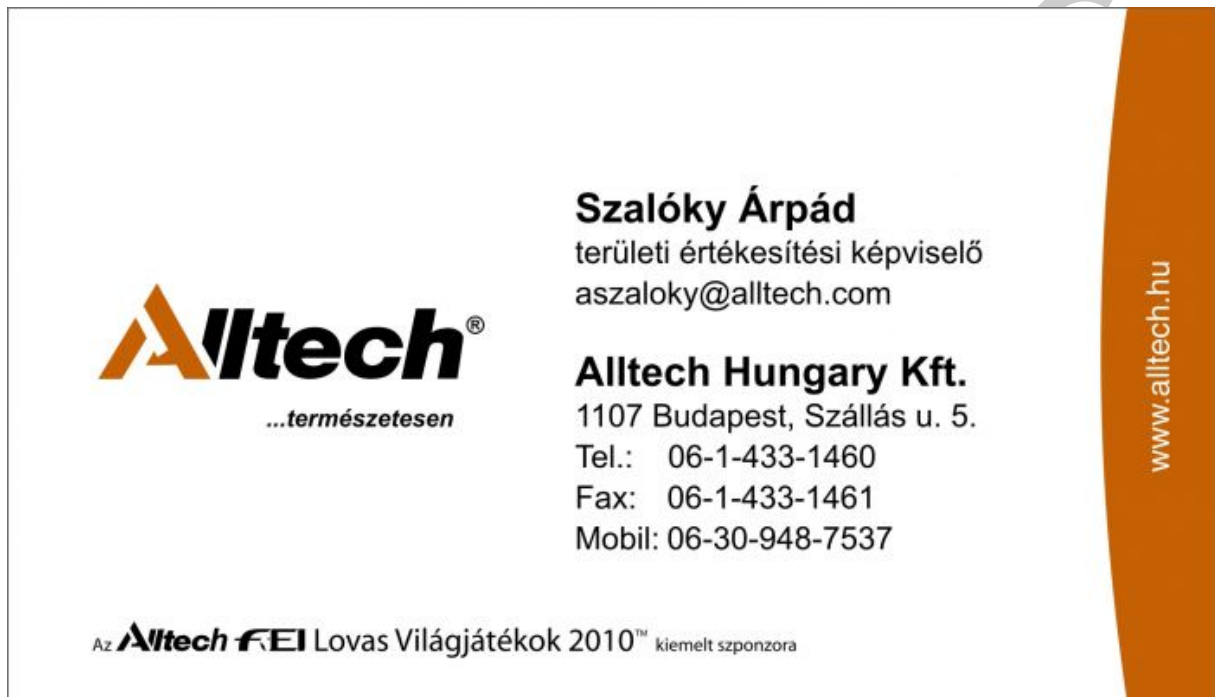 Szalóky Árpád
területi értékesítési képviselő
aszaloky@alltech.com
Alltech®
...természetesen
Alltech Hungary Kft.
1107 Budapest, Szállás u. 5.
Tel.: 06-1-433-1460
Fax: 06-1-433-1461
Mobil: 06-30-948-7537
www.alltech.hu
Az Alltech FEI Lovas Világjátékok 2010™ kiemelt szponzora